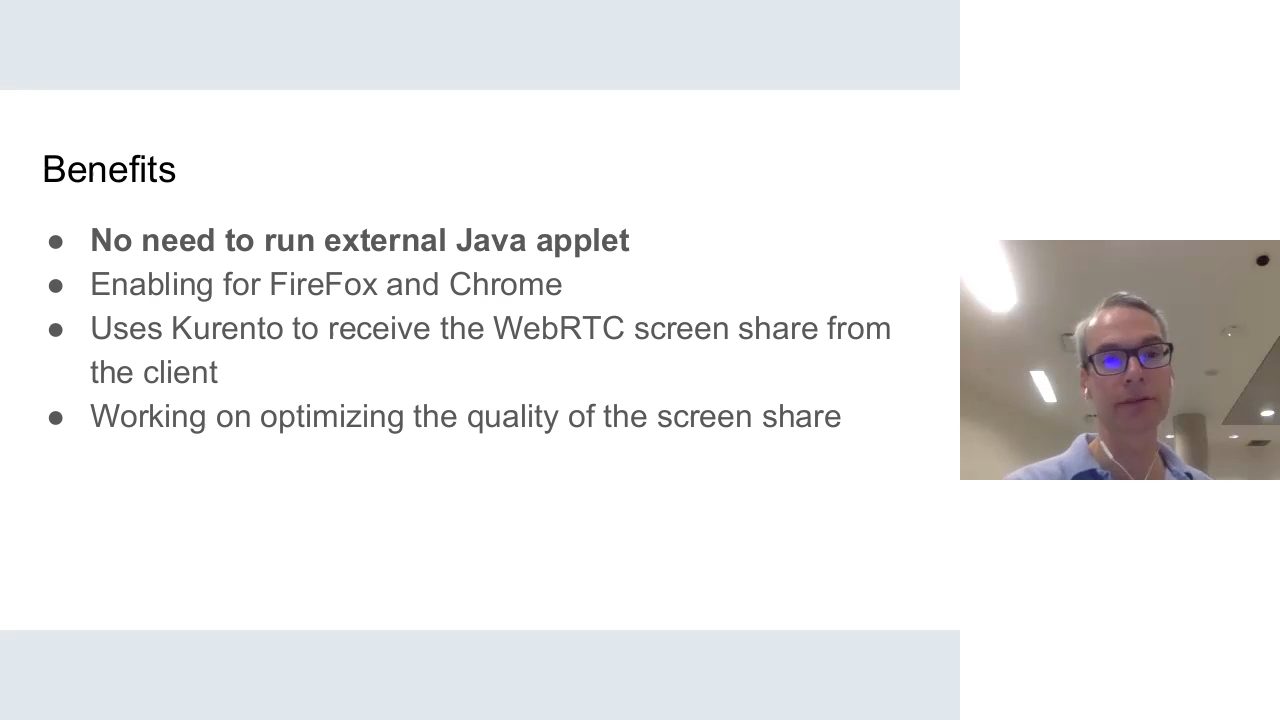 Benefits
● No need to run external Java applet
● Enabling for FireFox and Chrome
● Uses Kurento to receive the WebRTC screen share from
the client
● Working on optimizing the quality of the screen share